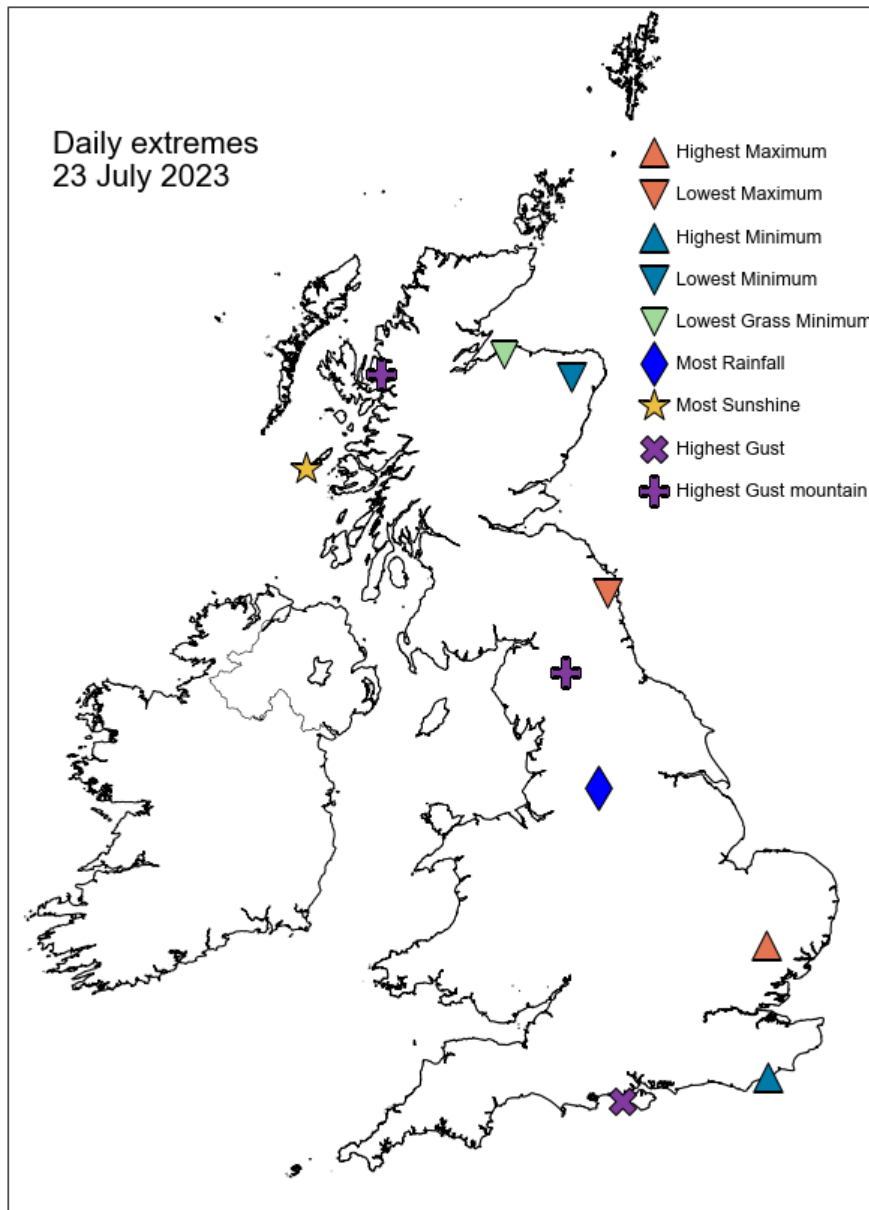 Daily extremes
23 July 2023
Highest Maximum
Lowest Maximum
Highest Minimum
Lowest Minimum
Lowest Grass Minimum
Most Rainfall
Most Sunshine
Highest Gust
Highest Gust mountain